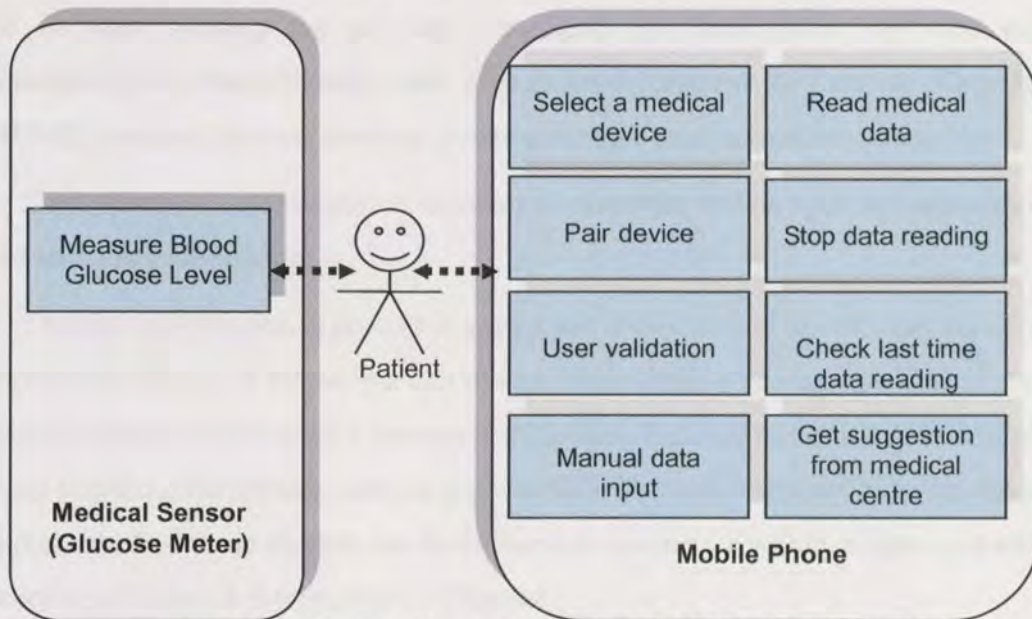 Measure Blood
Glucose Level
Medical Sensor
(Glucose Meter)
Patient
Select a medical
device
Read medical
data
Pair device
Stop data reading
User validation
Check last time
data reading
Manual data
input
Get suggestion
from medical
centre
Mobile Phone